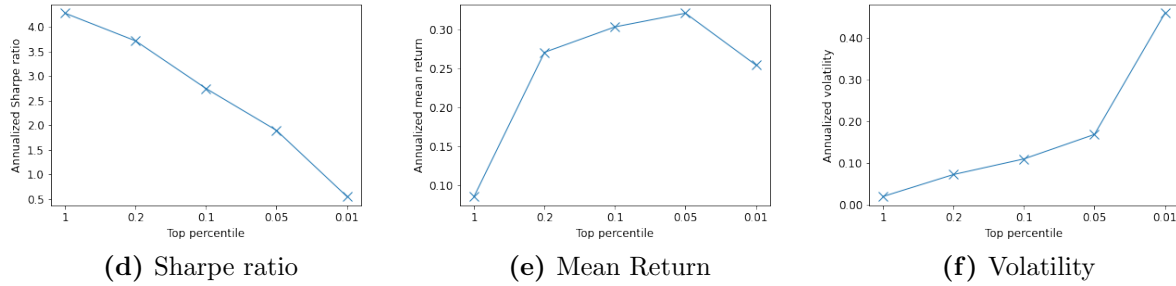 Annualized Sharpe ratio
4.0
3.5
3.0
2.5
2.0
1.5
1.0
0.5
1 0.2 0.1 0.05 0.01
Top percentile
(d) Sharpe ratio
Annualized mean return
0.30
0.25
0.20
0.15
0.10
1 0.2 0.1 0.05 0.01
Top percentile
(e) Mean Return
Annualized volatility
0.40
0.30
0.20
0.10
0.00
1 0.2 0.1 0.05 0.01
Top percentile
(f) Volatility